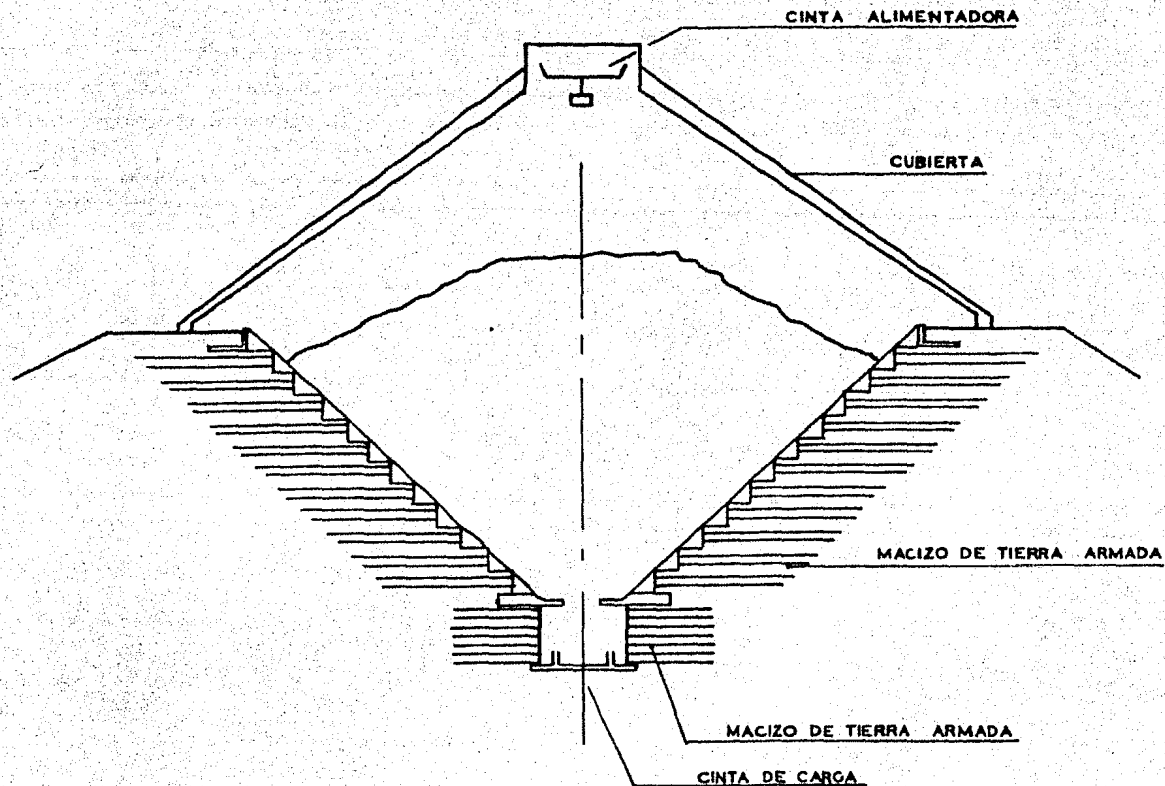 CINTA ALIMENTADORA
CUBIERTA
MACIZO DE TIERRA ARMADA
MACIZO DE TIERRA ARMADA
CINTA DE CARGA